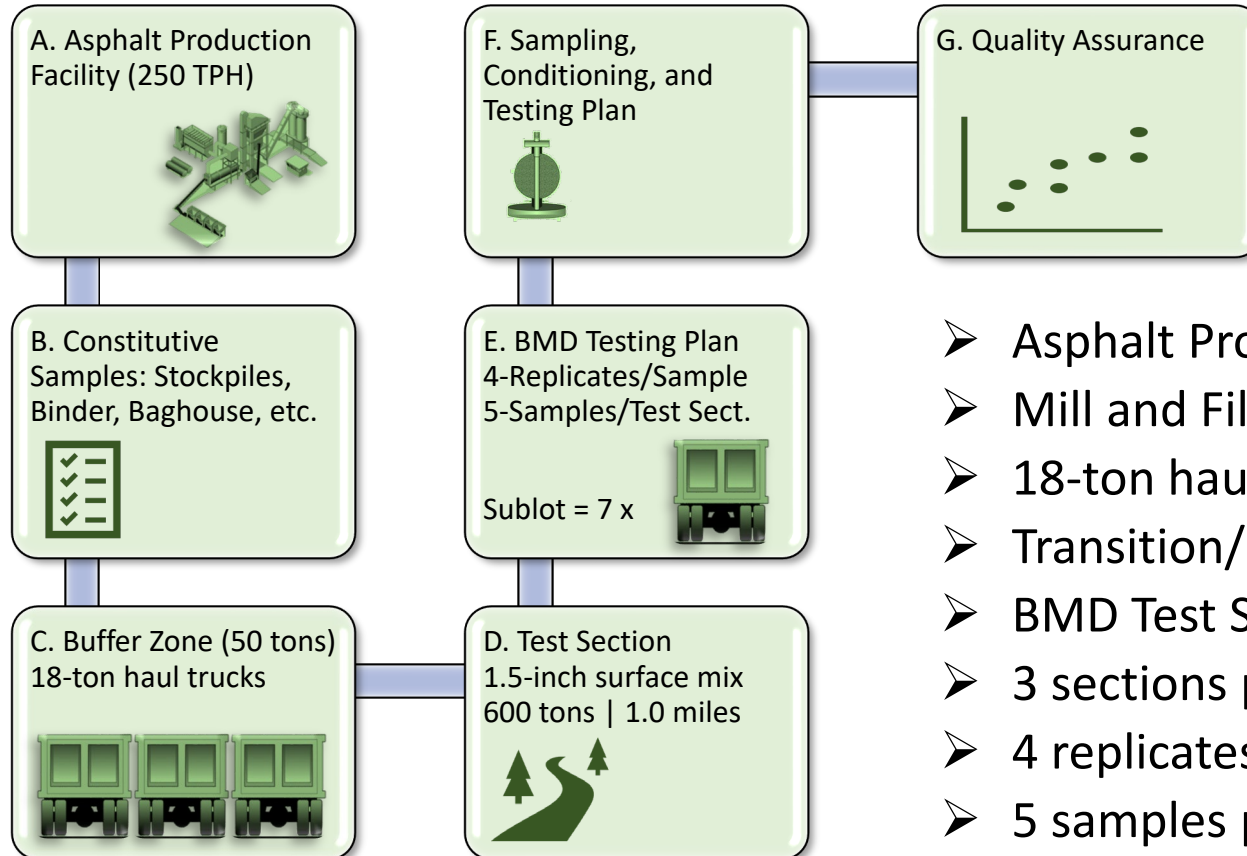 A. Asphalt Production
Facility (250 TPH)
B. Constitutive
Samples: Stockpiles,
Binder, Baghouse, etc.
C. Buffer Zone (50 tons)
18-ton haul trucks
D. Test Section
1.5-inch surface mix
600 tons | 1.0 miles
E. BMD Testing Plan
4-Replicates/Sample
5-Samples/Test Sect.
Sublot = 7 x
F. Sampling,
Conditioning, and
Testing Plan
G. Quality Assurance
➢ Asphalt Pro
➢ Mill and Fil
➢ 18-ton hau
➢ Transition/
➢ BMD Test S
➢ 3 sections p
➢ 4 replicates
➢ 5 samples p